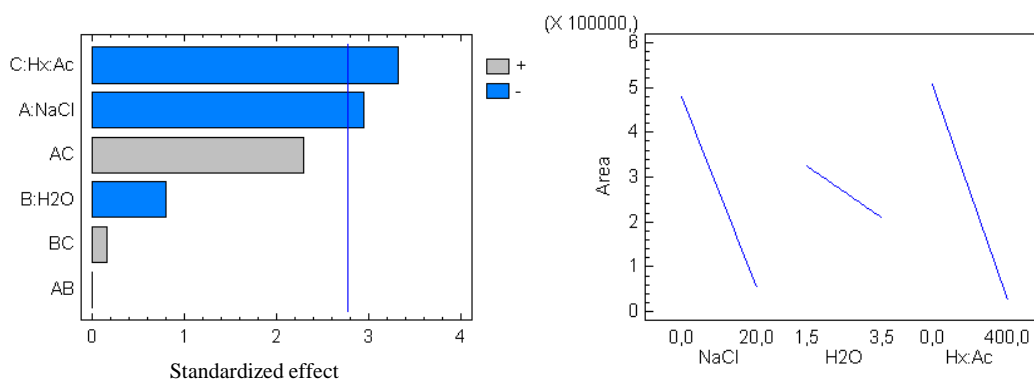 C:Hx:Ac
A:NaCl
AC
B:H2O
BC
AB
0 1 2 3 4
Standardized effect
+
-
(X 100000,)
6
5
4
3
2
1
0
Area
0,0 20,0 1,5 3,5 0,0 400,0
NaCl H2O Hx:Ac